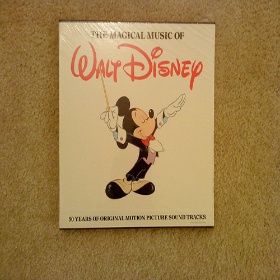 THE MAGICAL MUSIC OF
WALT DISNEY
50 YEARS OF ORIGINAL MOTION PICTURE SOUND TRACKS